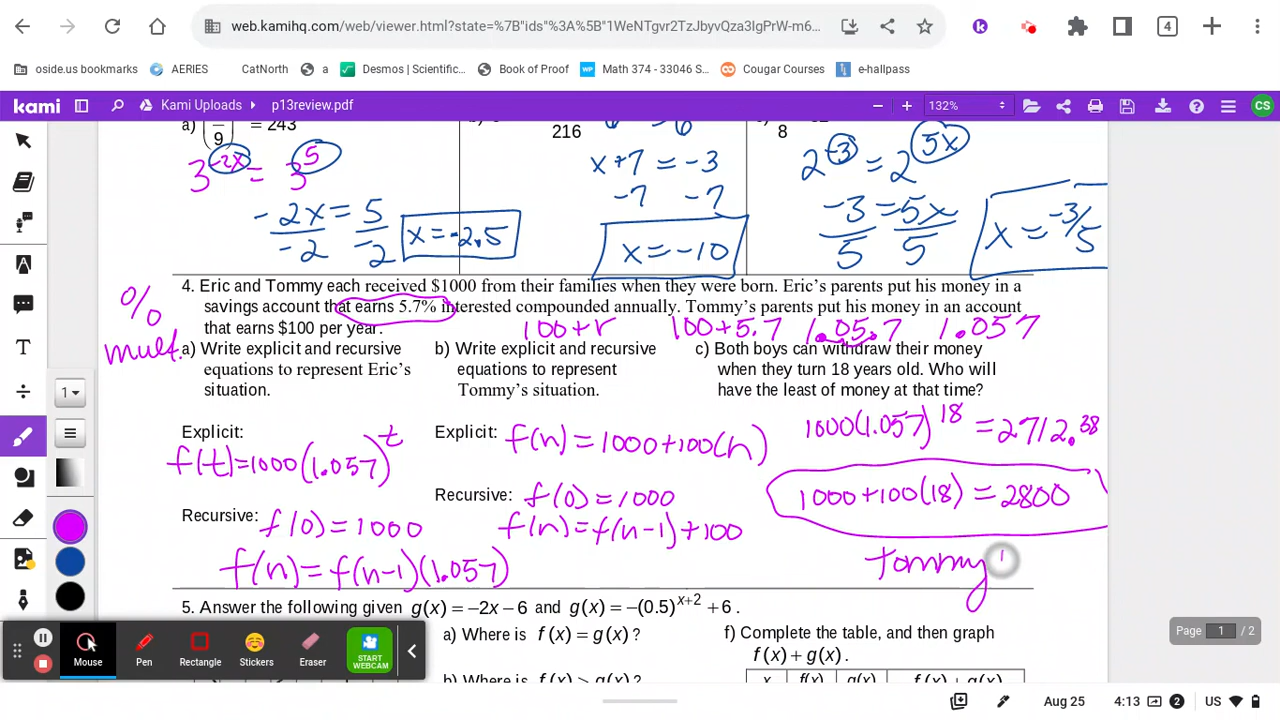 web.kamihq.com/web/viewer.html?state=%7B"ids"%3A%5B"1WeNTgvr2TzJbyvQza3IgPrW-m6... 4
oside.us bookmarks AERIES CatNorth a Desmos | Scientific... Book of Proof Math 374 - 33046 S... Cougar Courses e-hallpass
kami Kami Uploads p13review.pdf 132% CS
a) 9 = 243
216
8
3^-2x = 3^5
x+7 = -3
2^-3 = 2^5x
-2x = 5
-7 -7
-3 = 5x
-2 -2
5 5
x = -2.5
x = -10
x = -3/5
4. Eric and Tommy each received $1000 from their families when they were born. Eric's parents put his money in a
savings account that earns 5.7% interested compounded annually. Tommy's parents put his money in an account
that earns $100 per year.
100+r 100+5.7 1.05.7 1.057
%
mult.
a) Write explicit and recursive
equations to represent Eric's
situation.
Explicit:
f(t)=1000(1.057)^t
Recursive: f(0) = 1000
f(n) = f(n-1)(1.057)
b) Write explicit and recursive
equations to represent
Tommy's situation.
Explicit: f(n) = 1000+100(n)
Recursive: f(0) = 1000
f(n) = f(n-1) + 100
c) Both boys can withdraw their money
when they turn 18 years old. Who will
have the least of money at that time?
1000(1.057)^18 = 2712.38
1000+100(18) = 2800
Tommy
5. Answer the following given g(x) = −2x − 6 and g(x) = −(0.5)^x+2 + 6 .
a) Where is f(x) = g(x)?
f) Complete the table, and then graph
f(x) + g(x) .
b) Where is f(x) > g(x)?
x f(x) g(x) f(x) + g(x)
Mouse Pen Rectangle Stickers Eraser START WEBCAM
Page 1 / 2
Aug 25 4:13 2 US